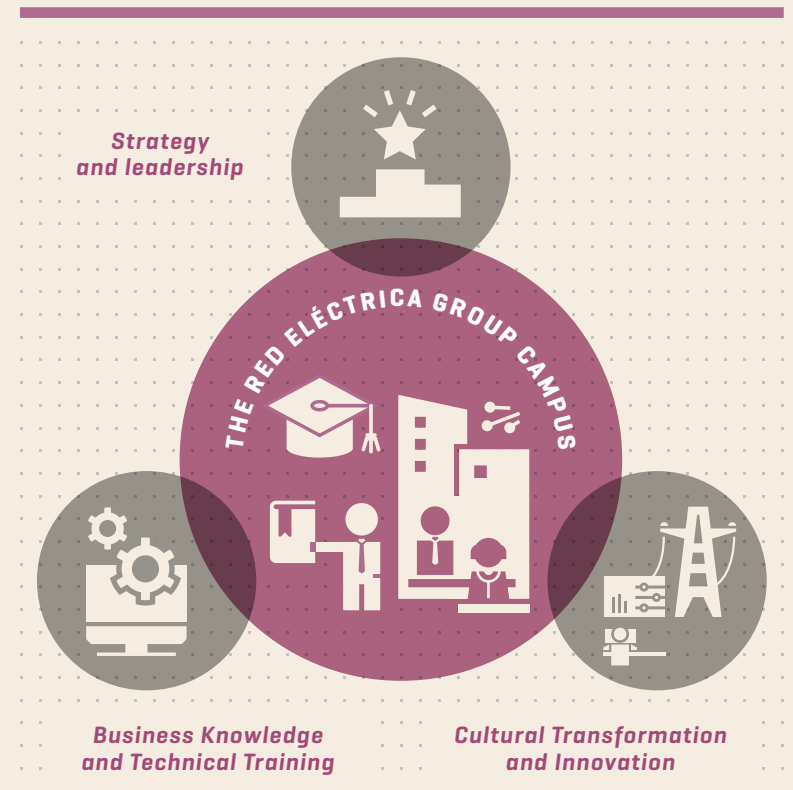 Strategy
and leadership
THE RED ELÉCTRICA GROUP CAMPUS
Business Knowledge
and Technical Training
Cultural Transformation
and Innovation